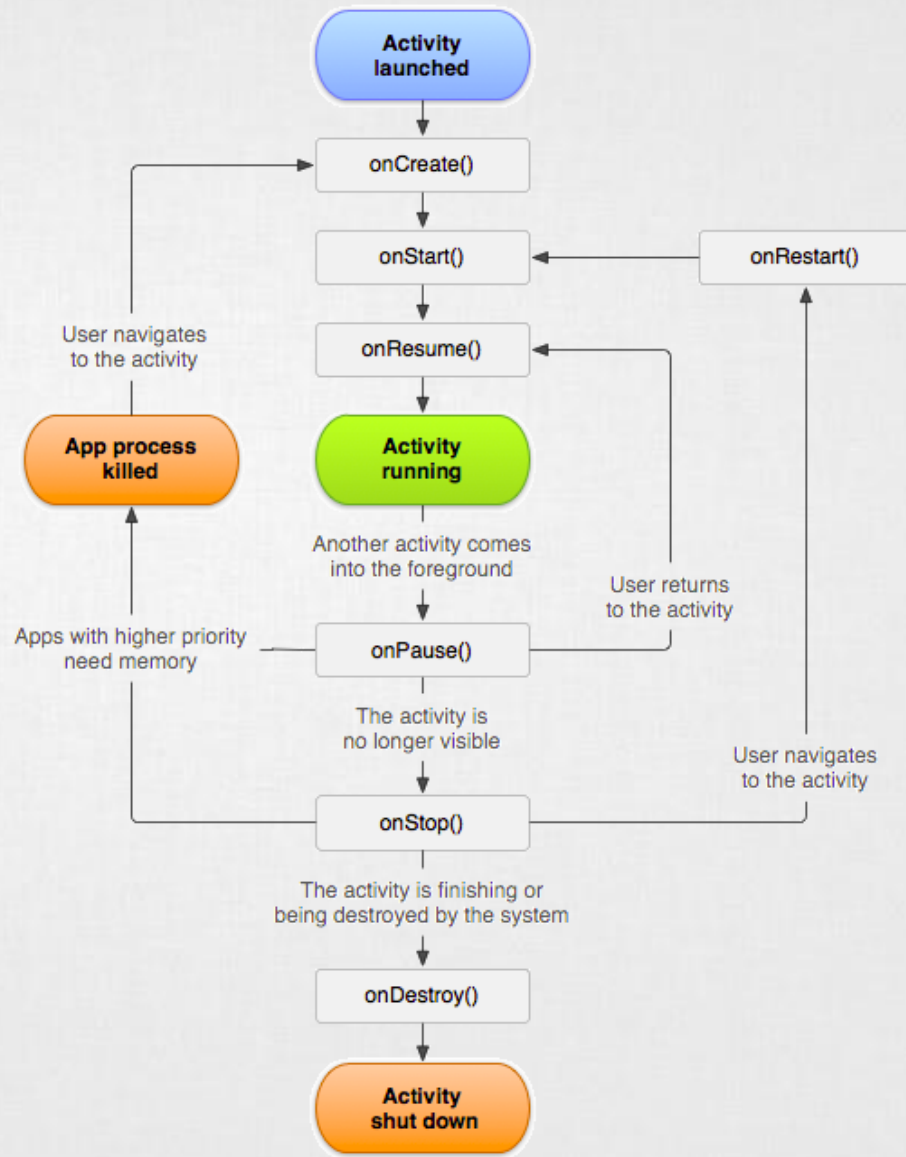 Activity
launched
onCreate()
onStart()
onRestart()
User navigates
to the activity
onResume()
App process
killed
Activity
running
Another activity comes
into the foreground
User returns
to the activity
Apps with higher priority
need memory
onPause()
The activity is
no longer visible
User navigates
to the activity
onStop()
The activity is finishing or
being destroyed by the system
onDestroy()
Activity
shut down